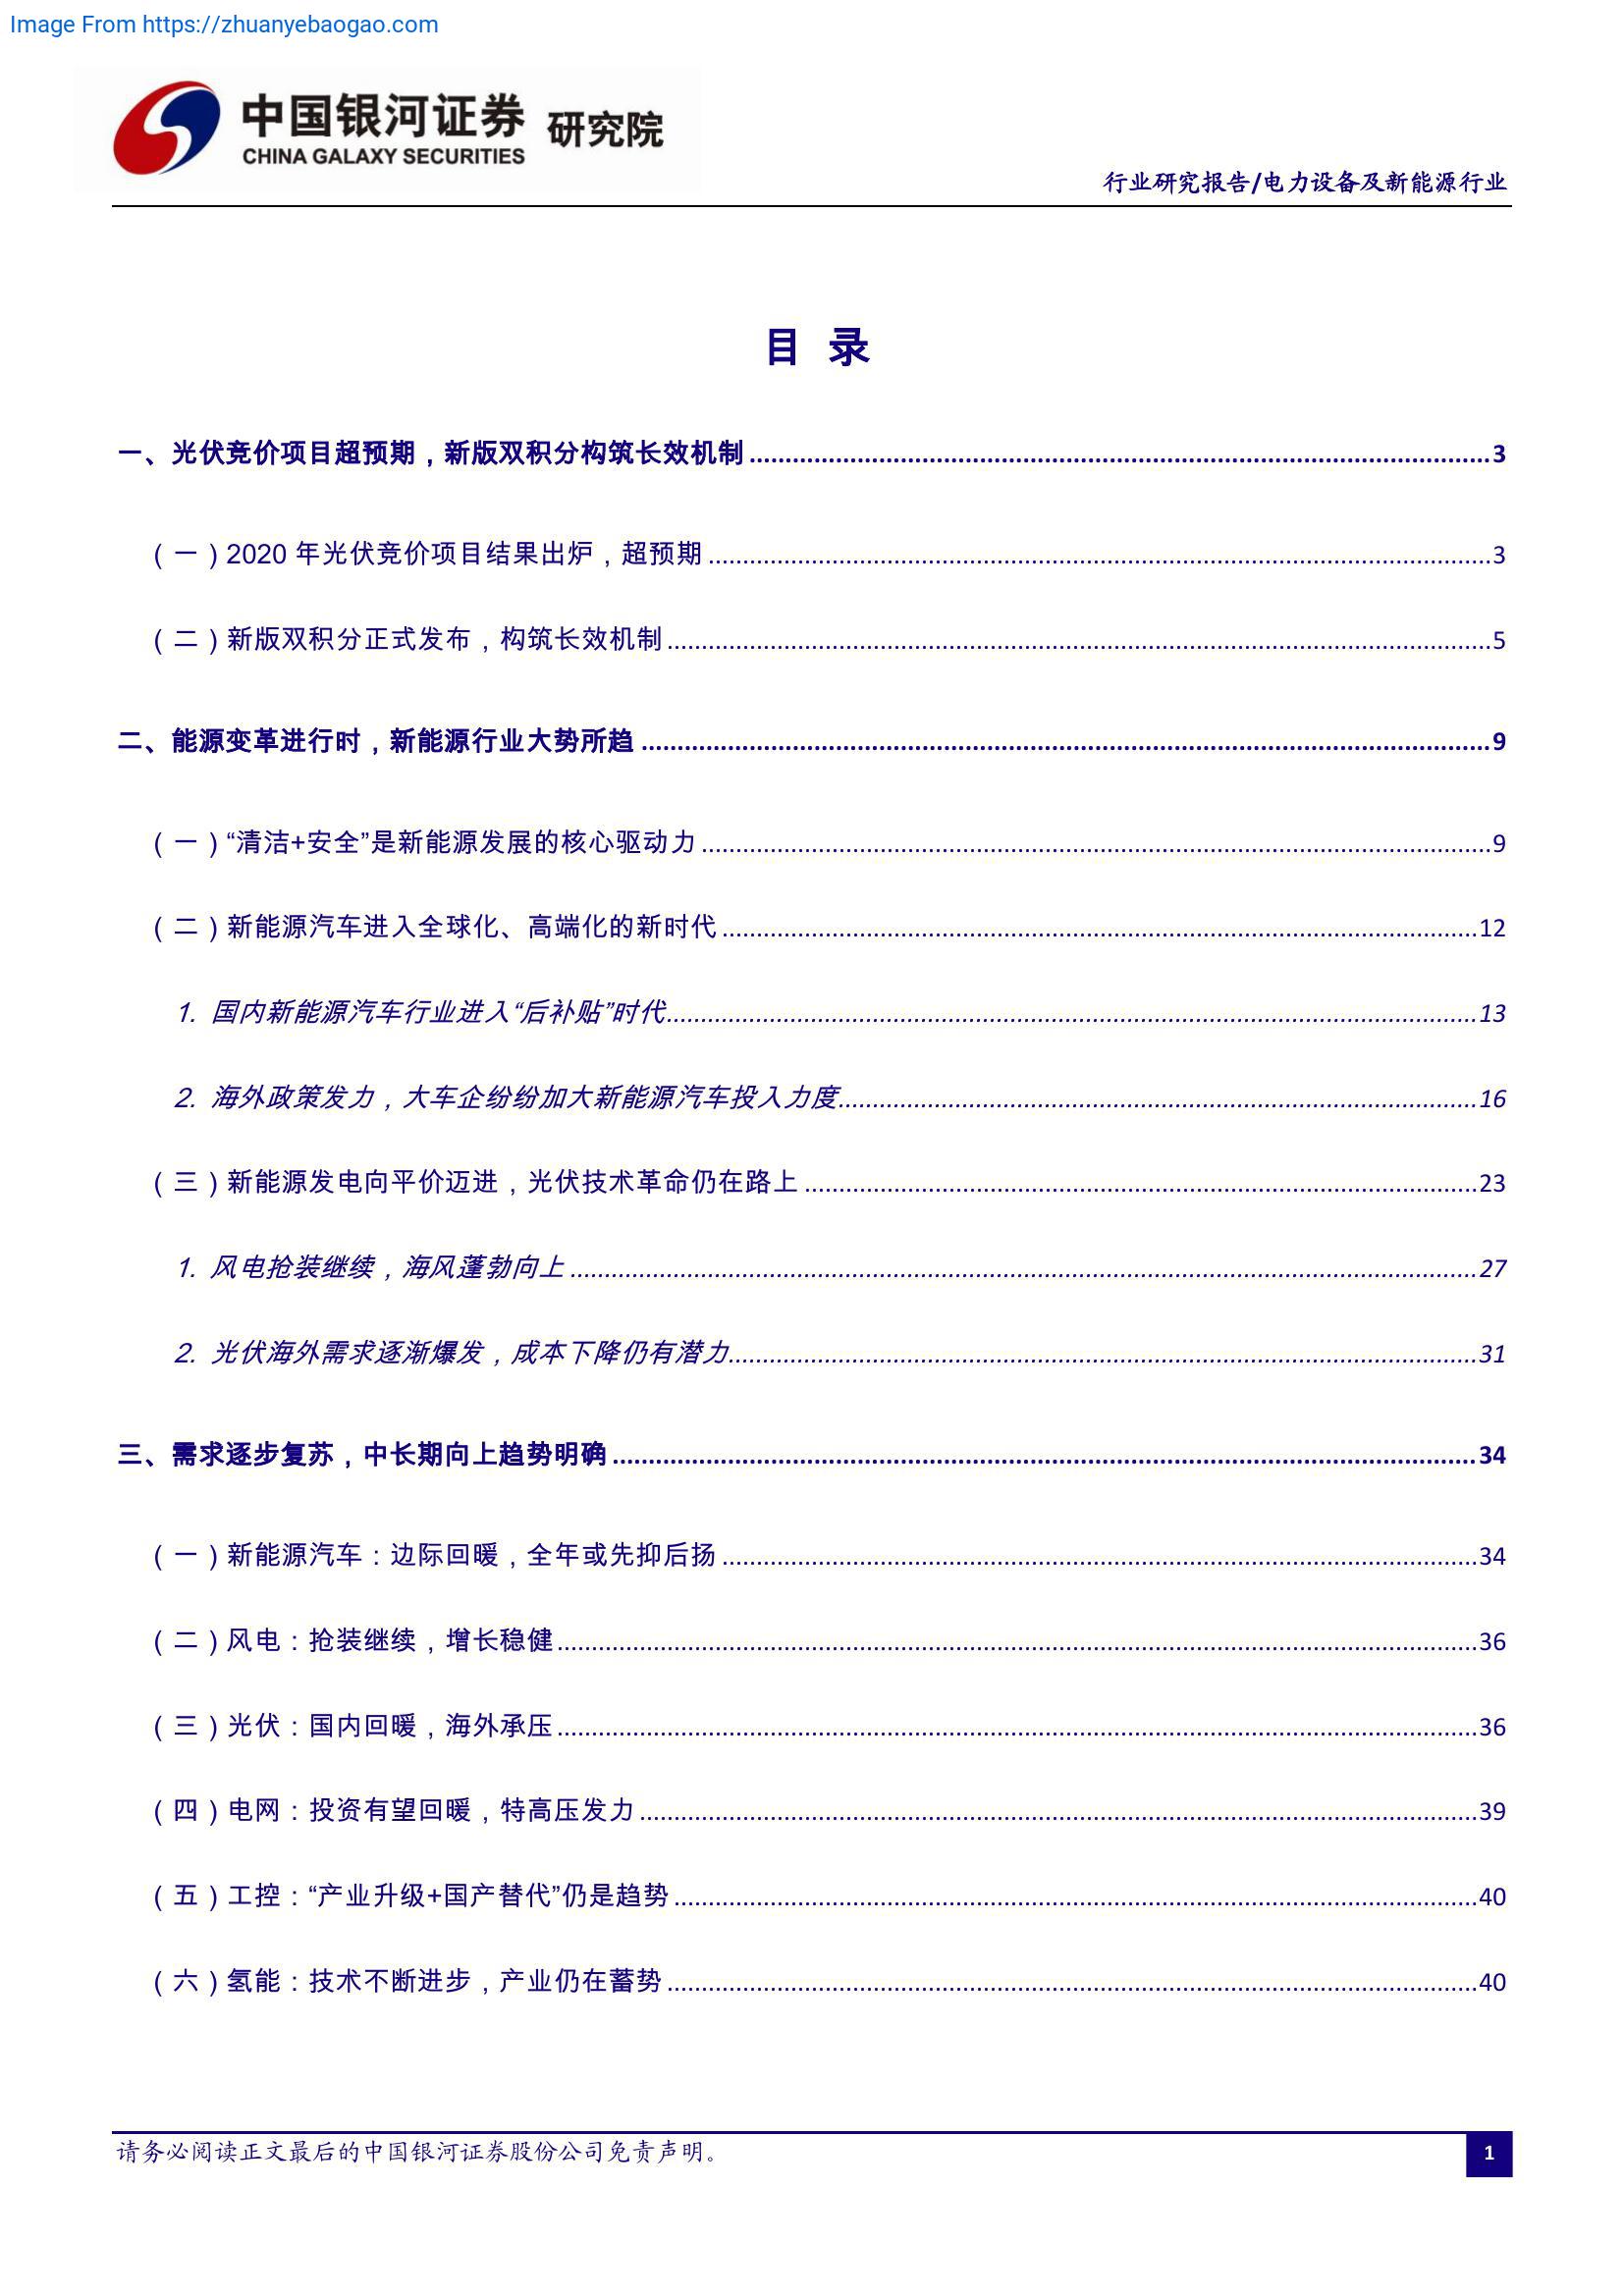 Image From https://zhuanyebaogao.com
中国银河证券 研究院
CHINA GALAXY SECURITIES
行业研究报告/电力设备及新能源行业
目 录
一、光伏竞价项目超预期，新版双积分构筑长效机制........3
（一）2020 年光伏竞价项目结果出炉，超预期........3
（二）新版双积分正式发布，构筑长效机制........5
二、能源变革进行时，新能源行业大势所趋........9
（一）“清洁+安全”是新能源发展的核心驱动力........9
（二）新能源汽车进入全球化、高端化的新时代........12
1. 国内新能源汽车行业进入“后补贴”时代........13
2. 海外政策发力，大车企纷纷加大新能源汽车投入力度........16
（三）新能源发电向平价迈进，光伏技术革命仍在路上........23
1. 风电抢装继续，海风蓬勃向上........27
2. 光伏海外需求逐渐爆发，成本下降仍有潜力........31
三、需求逐步复苏，中长期向上趋势明确........34
（一）新能源汽车：边际回暖，全年或先抑后扬........34
（二）风电：抢装继续，增长稳健........36
（三）光伏：国内回暖，海外承压........36
（四）电网：投资有望回暖，特高压发力........39
（五）工控：“产业升级+国产替代”仍是趋势........40
（六）氢能：技术不断进步，产业仍在蓄势........40
请务必阅读正文最后的中国银河证券股份公司免责声明。
1